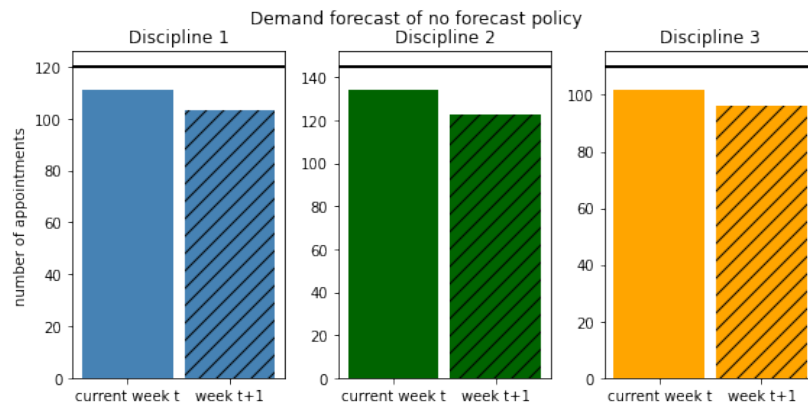 Demand forecast of no forecast policy
Discipline 1
Discipline 2
Discipline 3
number of appointments
120
100
80
60
40
20
0
current week t
week t+1
140
120
100
80
60
40
20
0
current week t
week t+1
100
80
60
40
20
0
current week t
week t+1